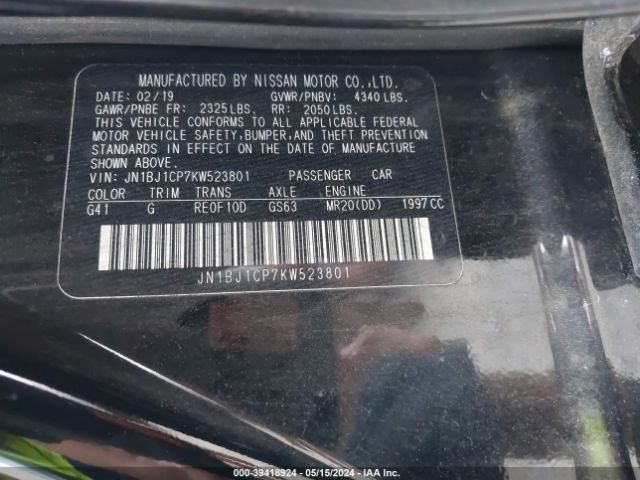 MANUFACTURED BY NISSAN MOTOR CO.,LTD.
DATE: 02/19 GVWR/PNBV: 4340 LBS.
GAWR/PNBE FR: 2325 LBS. RR: 2050 LBS.
THIS VEHICLE CONFORMS TO ALL APPLICABLE FEDERAL
MOTOR VEHICLE SAFETY,BUMPER,AND THEFT PREVENTION
STANDARDS IN EFFECT ON THE DATE OF MANUFACTURE
SHOWN ABOVE.
VIN: JN1BJ1CP7KW523801 PASSENGER CAR
COLOR TRIM TRANS AXLE ENGINE
G41 G RE0F10D GS63 MR20(DD) 1997CC
JN1BJ1CP7KW523801
000-39418924 - 05/15/2024 - IAA Inc.